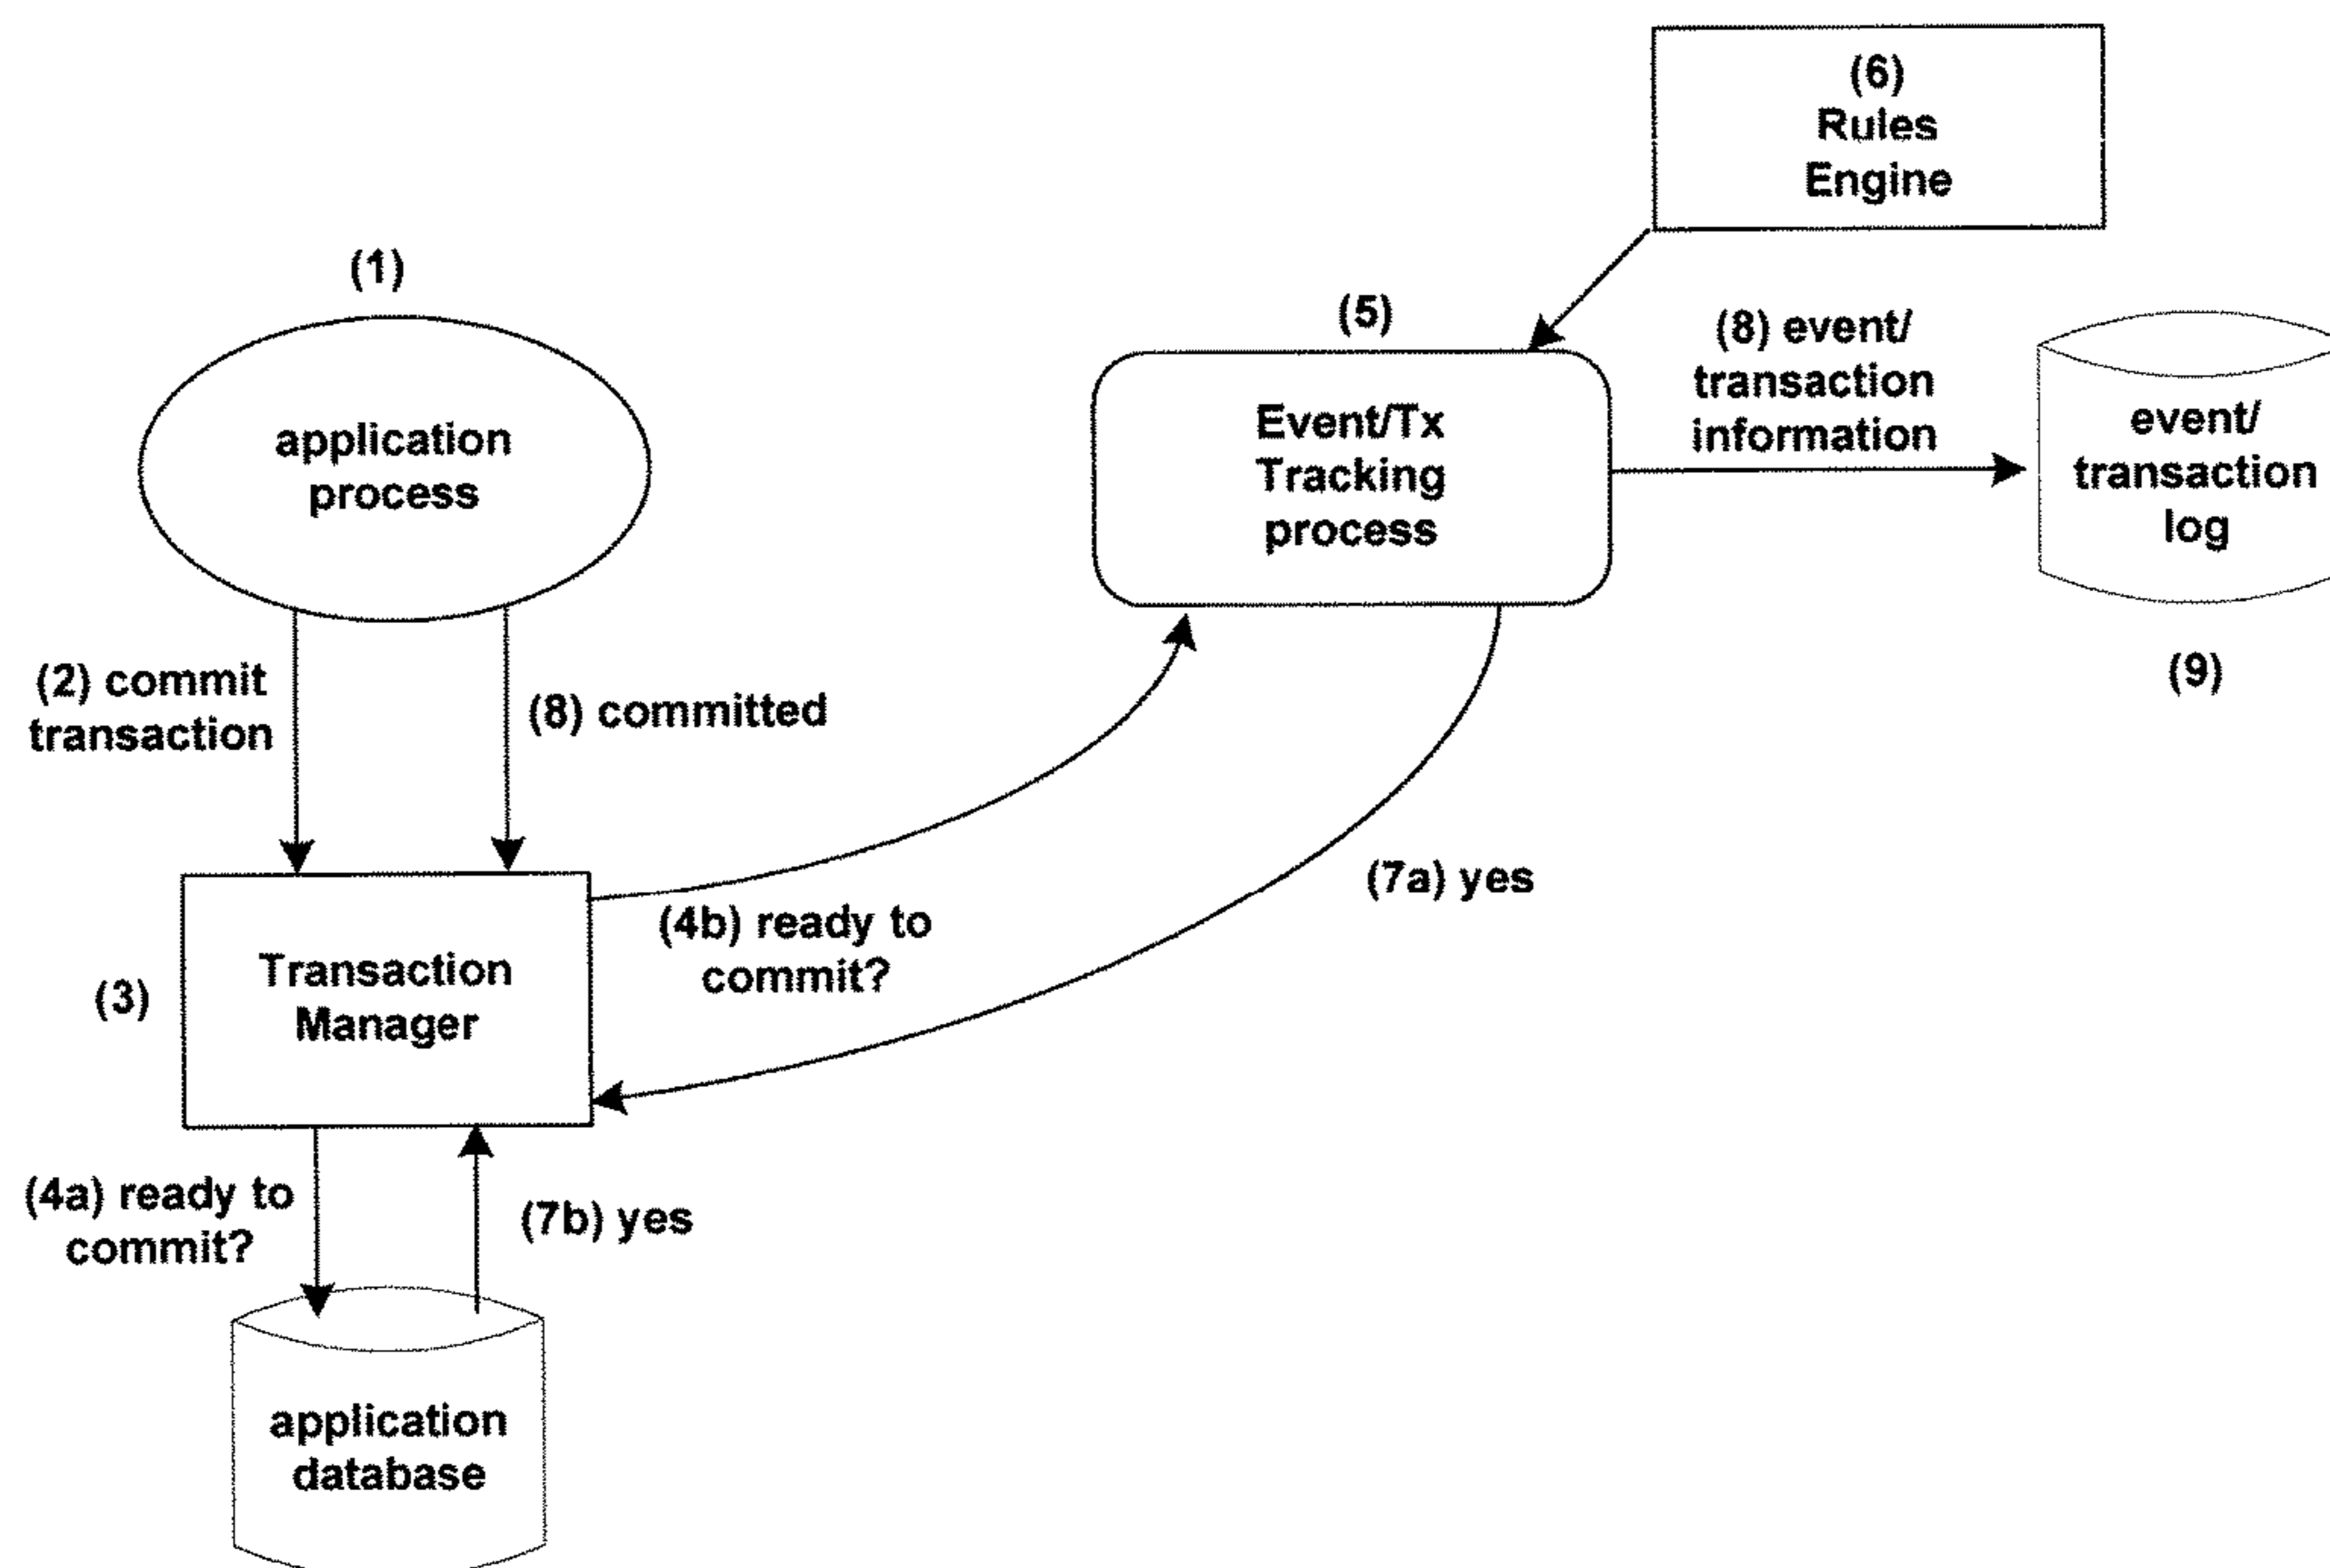 (6)
Rules
Engine
(1)
(5)
(8) event/
transaction
information
application
process
Event/Tx
Tracking
process
event/
transaction
log
(9)
(2) commit
transaction
(8) committed
(7a) yes
(4b) ready to
commit?
(3)
Transaction
Manager
(4a) ready to
commit?
(7b) yes
application
database